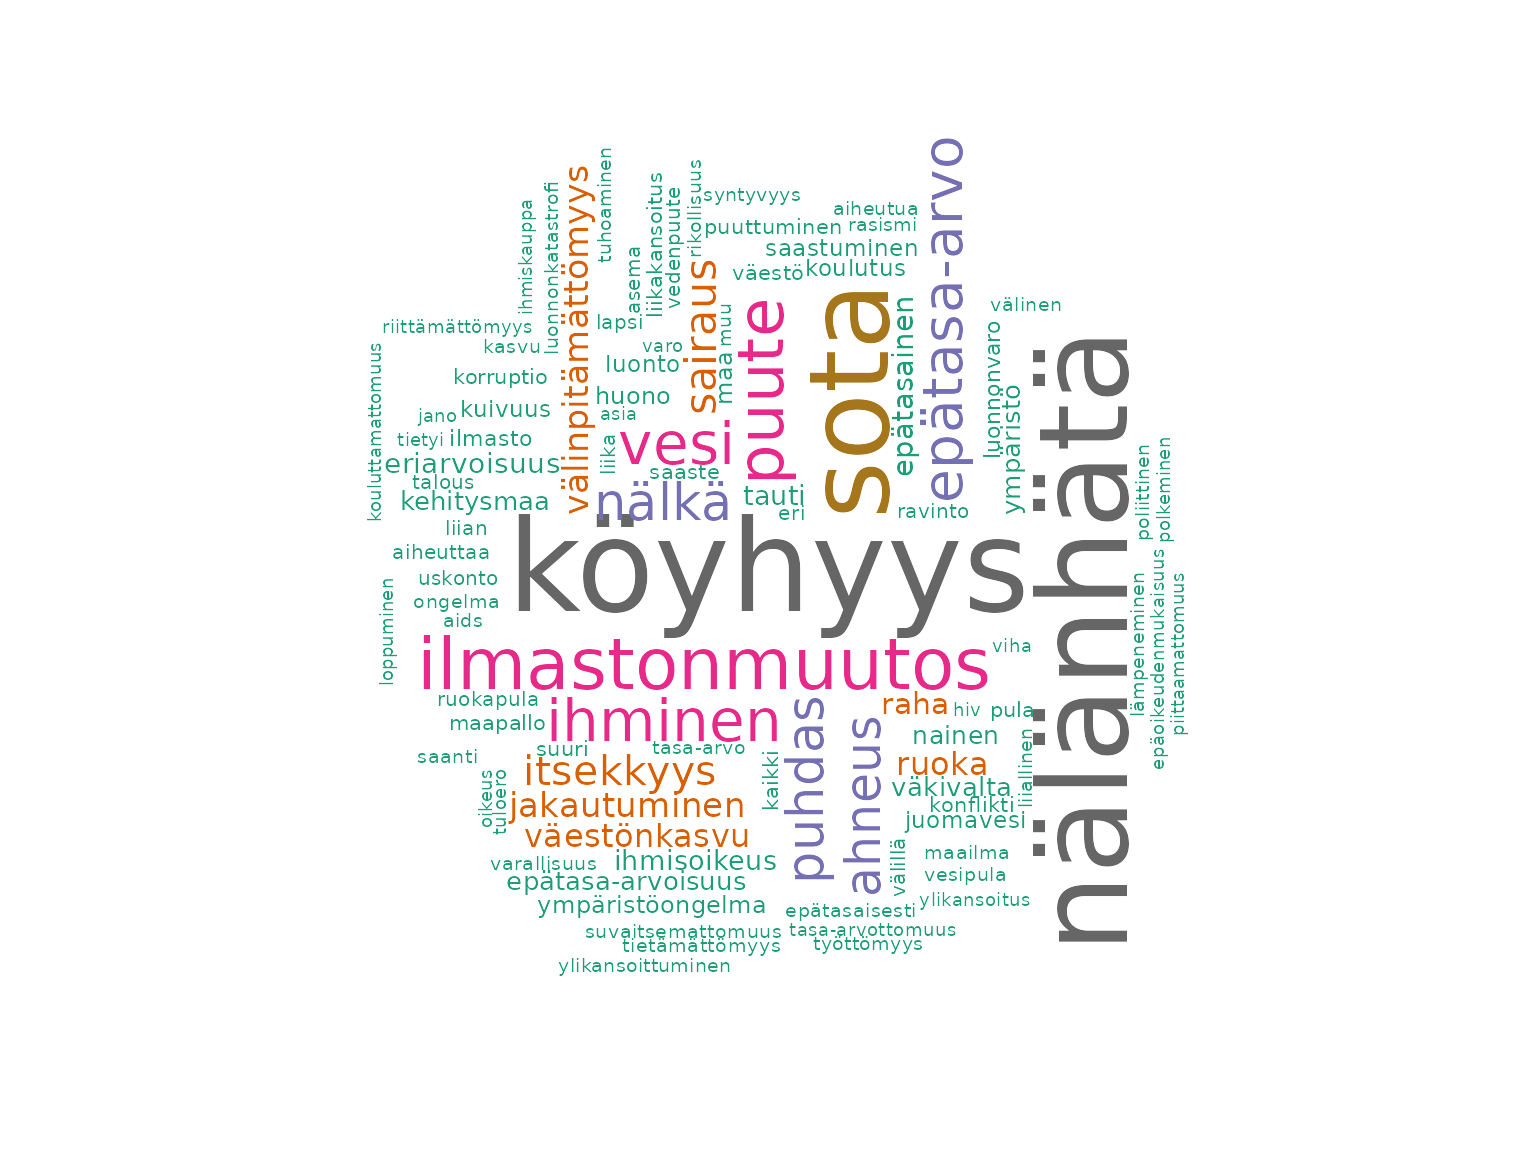 epätasa-arvo
tuhoaminen
rikollisuus
välinpitämättömyys
liikakansoitus
luonnonkatastrofi
vedenpuute
syntyvyys
ihmiskauppa
aiheutua
puuttuminen
rasismi
saastuminen
asema
sairaus
väestö
koulutus
sota
epätasainen
puute
välinen
muu
riittämättömyys
lapsi
luonnonvaro
kasvu
varo
nälänhätä
kouluttamattomuus
luonto
maa
korruptio
huono
ympäristö
jano
kuivuus
asia
tietyi
ilmasto
liika
vesi
poliittinen
polkeminen
eriarvoisuus
saaste
talous
kehitysmaa
nälkä
tauti
eri
ravinto
liian
köyhyys
aiheuttaa
epäoikeudenmukaisuus
uskonto
loppuminen
lämpeneminen
piittaamattomuus
ongelma
aids
ilmastonmuutos
viha
ruokapula
ihminen
puhdas
raha
hiv
pula
maapallo
ahneus
nainen
saanti
suuri
tasa-arvo
kaikki
ruoka
liiallinen
itsekkyys
oikeus
tuloero
väkivalta
jakautuminen
konflikti
juomavesi
väestönkasvu
välillä
maailma
varallisuus
ihmisoikeus
vesipula
epätasa-arvoisuus
ylikansoitus
ympäristöongelma
epätasaisesti
suvaitsemattomuus
tasa-arvottomuus
tietämättömyys
työttömyys
ylikansoittuminen